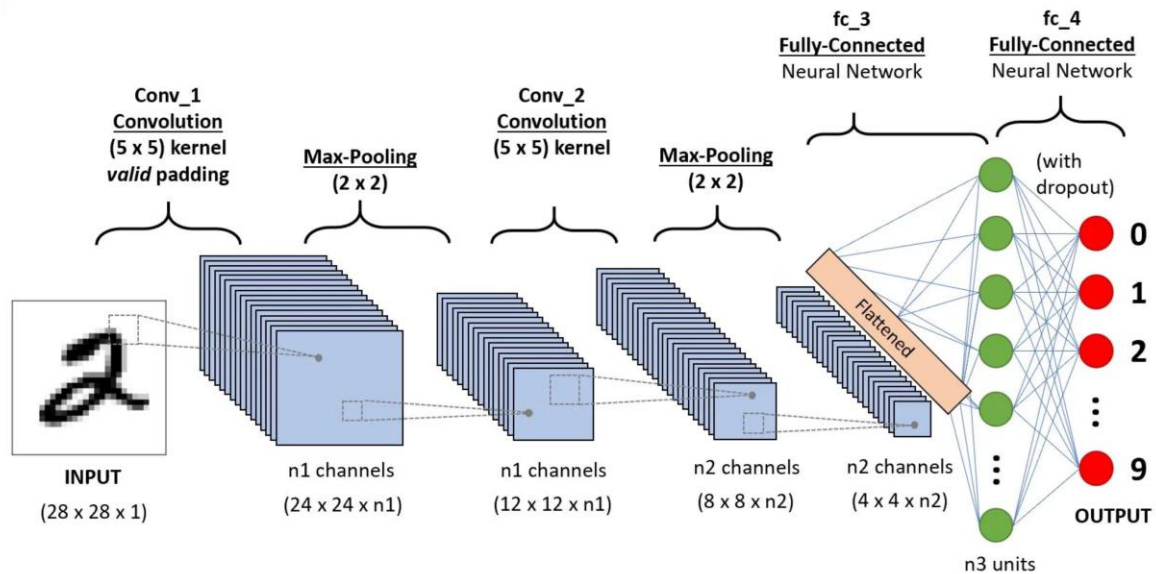 fc_3
Fully-Connected
Neural Network
fc_4
Fully-Connected
Neural Network
Conv_1
Convolution
(5 x 5) kernel
valid padding
Max-Pooling
(2 x 2)
Conv_2
Convolution
(5 x 5) kernel
Max-Pooling
(2 x 2)
(with
dropout)
Flattened
0
1
2
9
2
INPUT
(28 x 28 x 1)
n1 channels
(24 x 24 x n1)
n1 channels
(12 x 12 x n1)
n2 channels
(8 x 8 x n2)
n2 channels
(4 x 4 x n2)
n3 units
OUTPUT